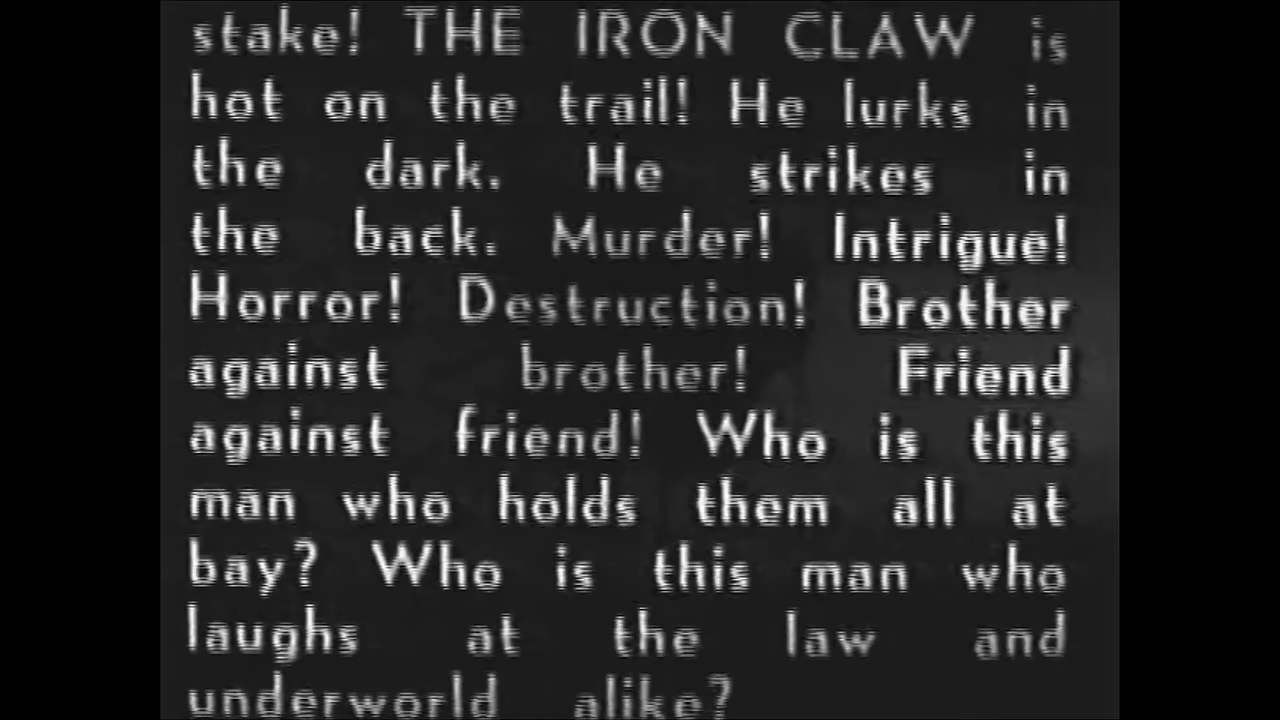 stake! THE IRON CLAW is
hot on the trail! He lurks in
the dark. He strikes in
the back. Murder! Intrigue!
Horror! Destruction! Brother
against brother! Friend
against friend! Who is this
man who holds them all at
bay? Who is this man who
laughs at the law and
underworld alike?